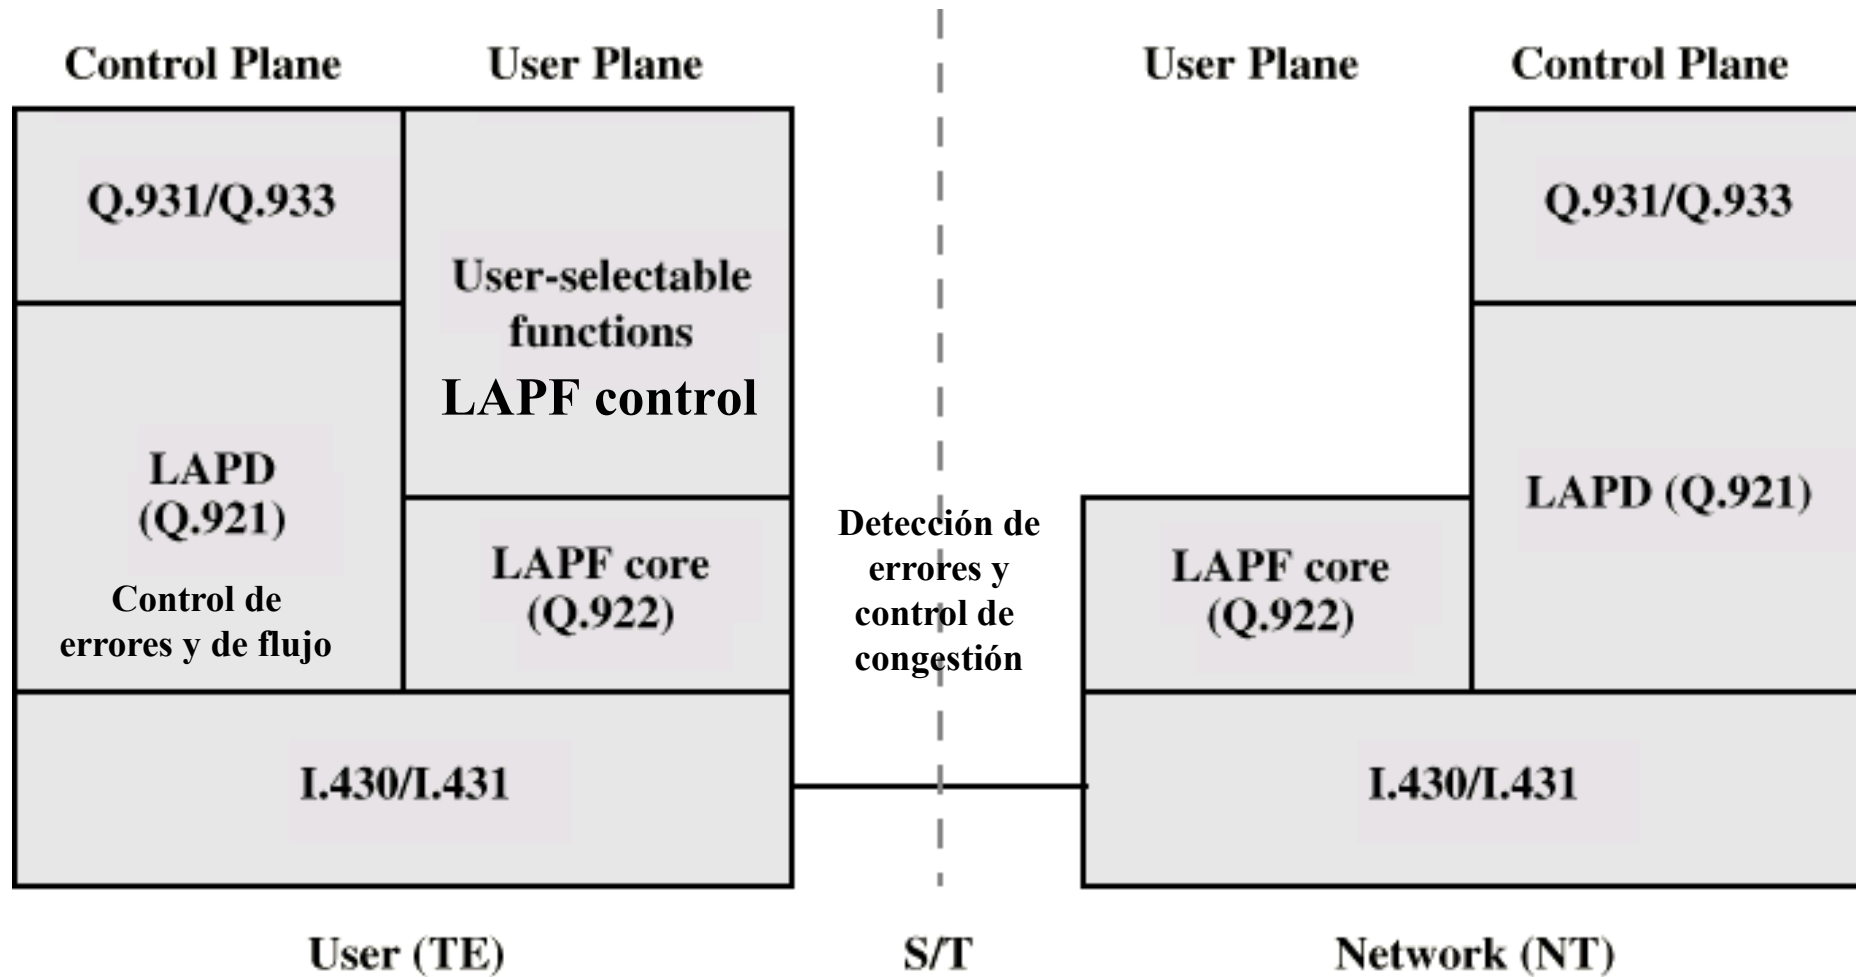 Control Plane
User Plane
User Plane
Control Plane
Q.931/Q.933
User-selectable
functions
LAPF control
LAPD
(Q.921)
Control de
errores y de flujo
LAPF core
(Q.922)
I.430/I.431
Detección de
errores y
control de
congestión
Q.931/Q.933
LAPD (Q.921)
LAPF core
(Q.922)
I.430/I.431
User (TE)
S/T
Network (NT)